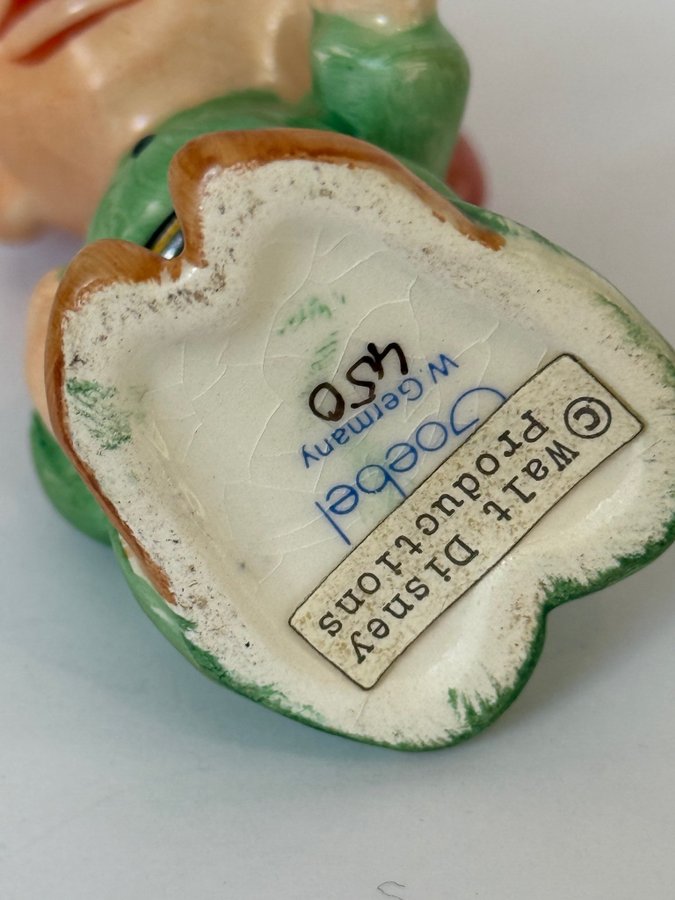 © Walt Disney
Productions
Goebel
W. Germany
450